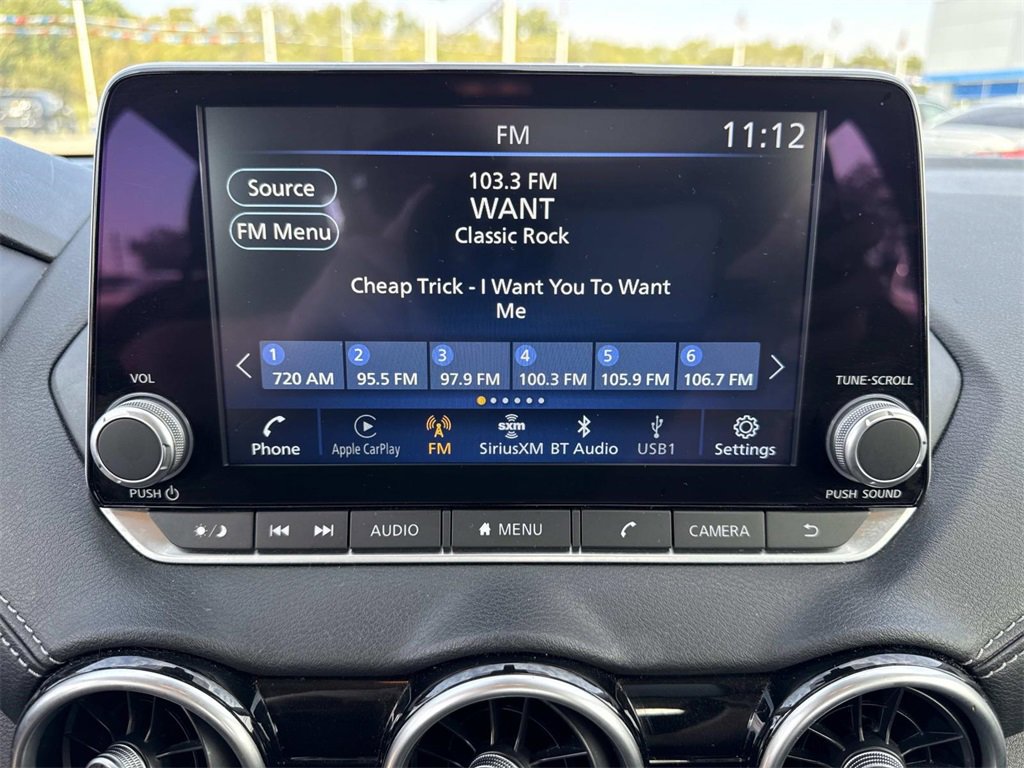 FM
11:12
Source
FM Menu
103.3 FM
WANT
Classic Rock
Cheap Trick - I Want You To Want
Me
1 720 AM
2 95.5 FM
3 97.9 FM
4 100.3 FM
5 105.9 FM
6 106.7 FM
Phone
Apple CarPlay
FM
sxm
SiriusXM
BT Audio
USB1
Settings
VOL
PUSH
TUNE·SCROLL
PUSH SOUND
AUDIO
MENU
CAMERA